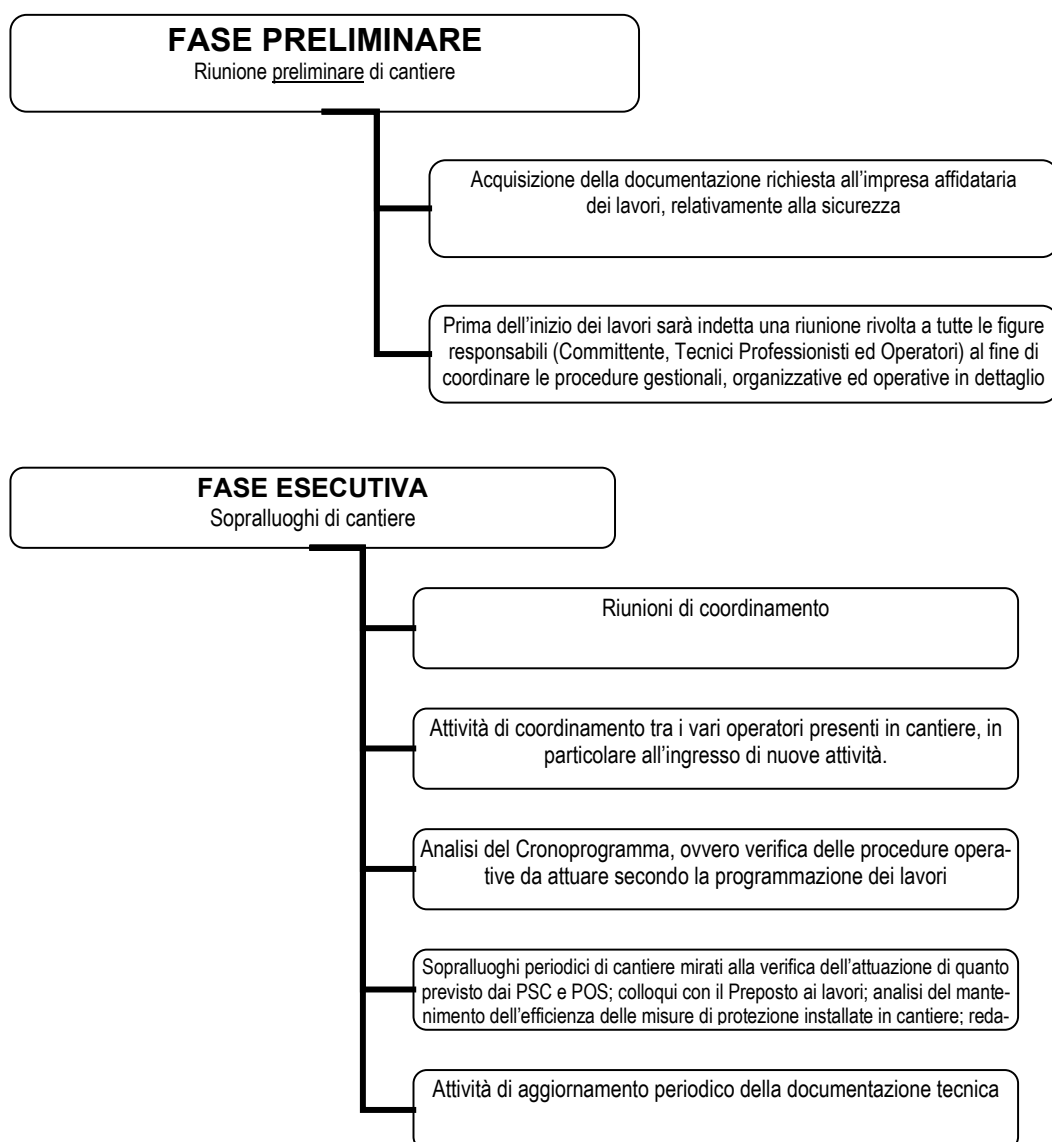 FASE PRELIMINARE
Riunione preliminare di cantiere
Acquisizione della documentazione richiesta all’impresa affidataria
dei lavori, relativamente alla sicurezza
Prima dell’inizio dei lavori sarà indetta una riunione rivolta a tutte le figure
responsabili (Committente, Tecnici Professionisti ed Operatori) al fine di
coordinare le procedure gestionali, organizzative ed operative in dettaglio
FASE ESECUTIVA
Sopralluoghi di cantiere
Riunioni di coordinamento
Attività di coordinamento tra i vari operatori presenti in cantiere, in
particolare all’ingresso di nuove attività.
Analisi del Cronoprogramma, ovvero verifica delle procedure opera-
tive da attuare secondo la programmazione dei lavori
Sopralluoghi periodici di cantiere mirati alla verifica dell’attuazione di quanto
previsto dai PSC e POS; colloqui con il Preposto ai lavori; analisi del mante-
nimento dell’efficienza delle misure di protezione installate in cantiere; reda-
Attività di aggiornamento periodico della documentazione tecnica